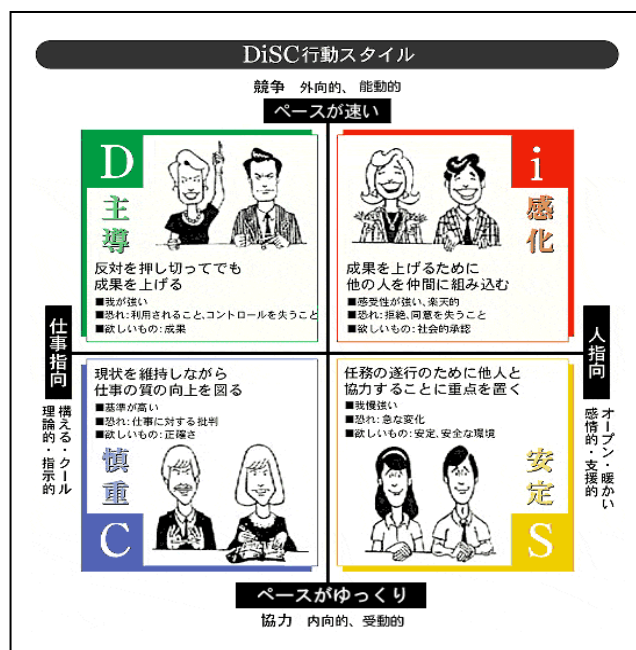 DiSC行動スタイル
競争 外向的、能動的
ペースが速い
D
主導
反対を押し切ってでも
成果を上げる
■我が強い
■恐れ:利用されること、コントロールを失うこと
■欲しいもの:成果
i
感化
成果を上げるために
他の人を仲間に組み込む
■感受性が強い、楽天的
■恐れ:拒絶、同意を失うこと
■欲しいもの:社会的承認
仕事指向
構える・クール
理論的・指示的
人指向
オープン・暖かい
感情的・支援的
現状を維持しながら
仕事の質の向上を図る
■基準が高い
■恐れ:仕事に対する批判
■欲しいもの:正確さ
慎重
C
任務の遂行のために他人と
協力することに重点を置く
■我慢強い
■恐れ:急な変化
■欲しいもの:安定、安全な環境
安定
S
ペースがゆっくり
協力 内向的、受動的